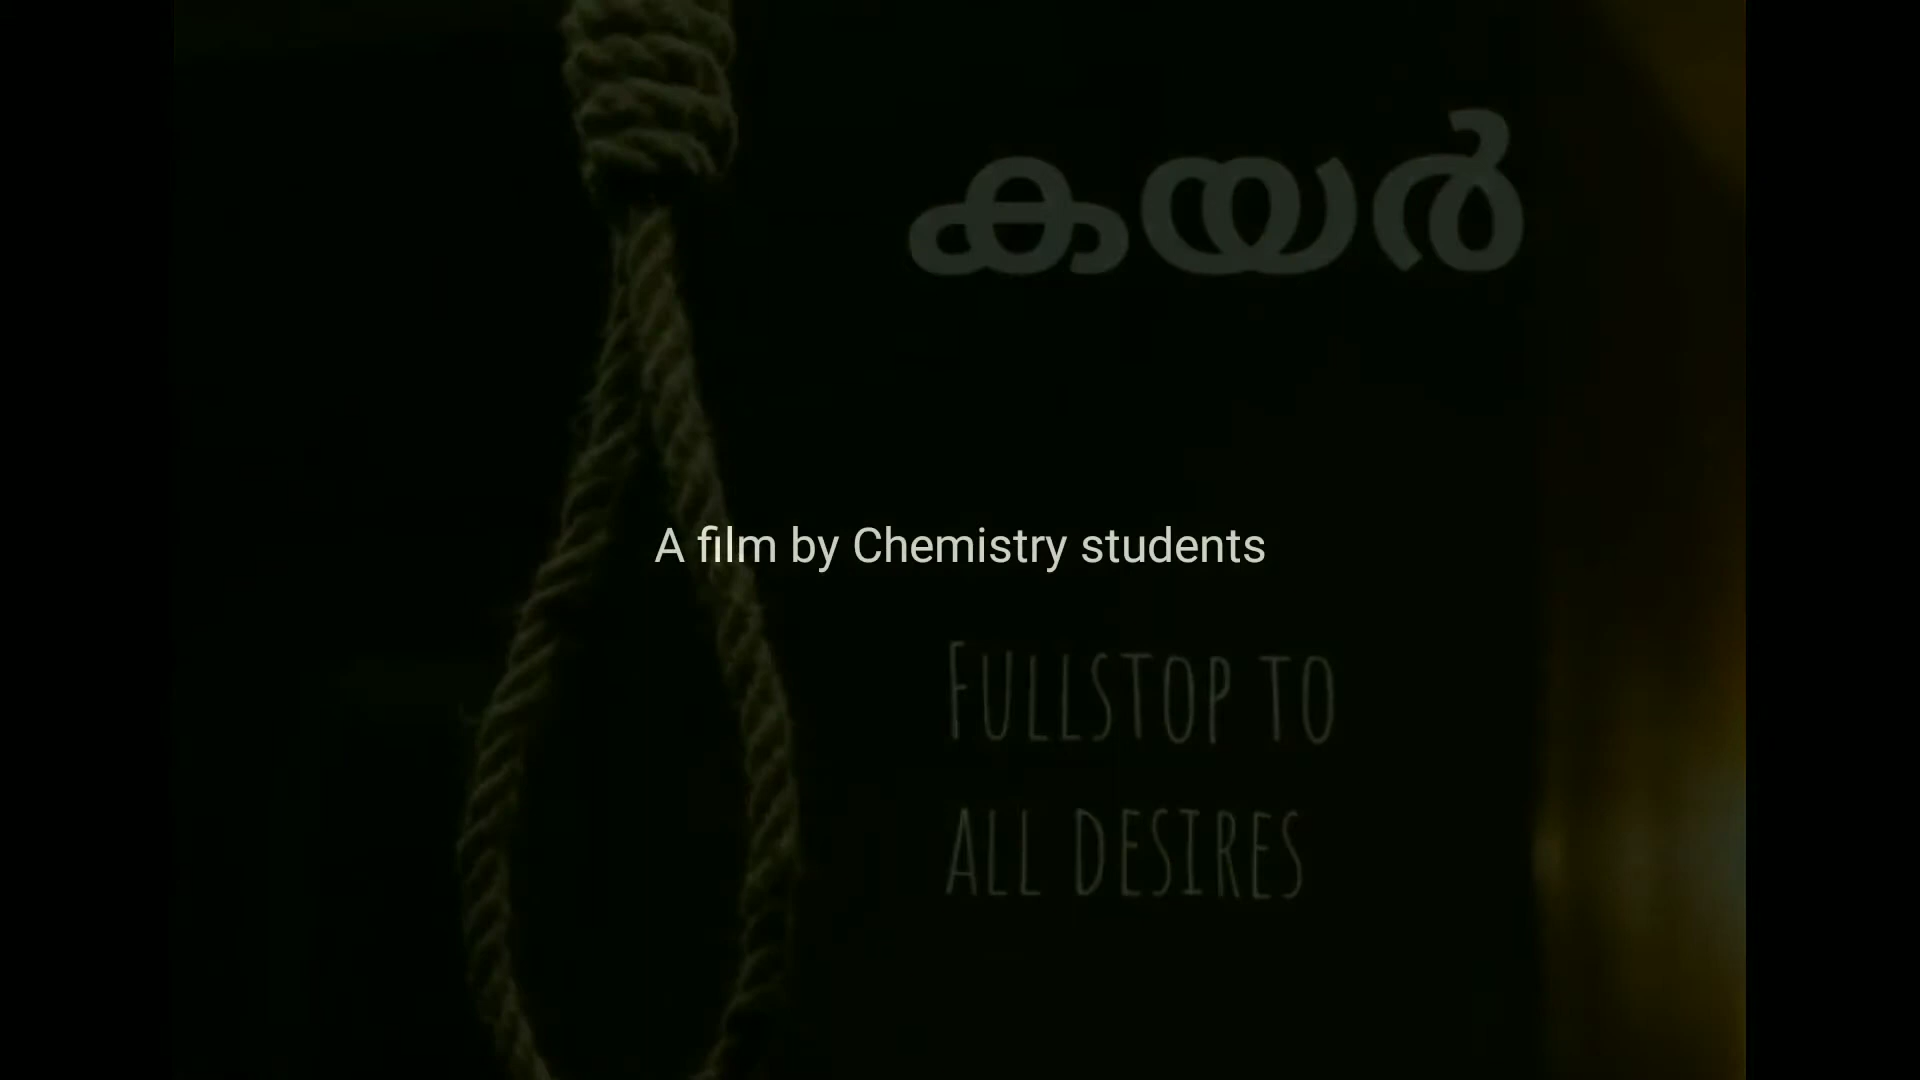 കയർ
A film by Chemistry students
FULLSTOP TO
ALL DESIRES